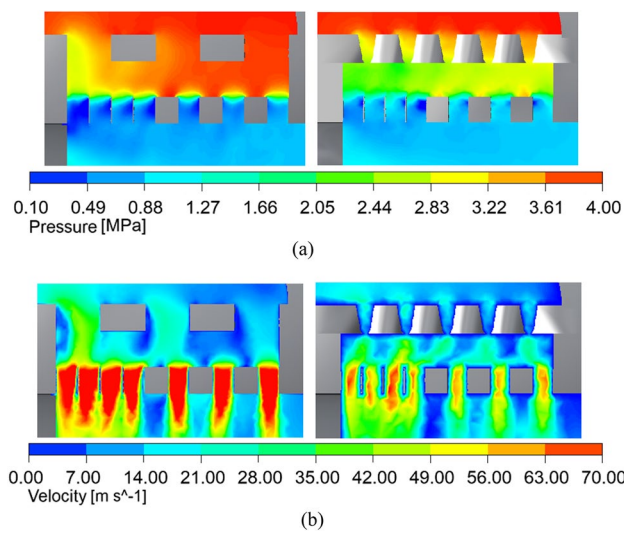 0.10 0.49 0.88 1.27 1.66 2.05 2.44 2.83 3.22 3.61 4.00
Pressure [MPa]
(a)
0.00 7.00 14.00 21.00 28.00 35.00 42.00 49.00 56.00 63.00 70.00
Velocity [m s^-1]
(b)